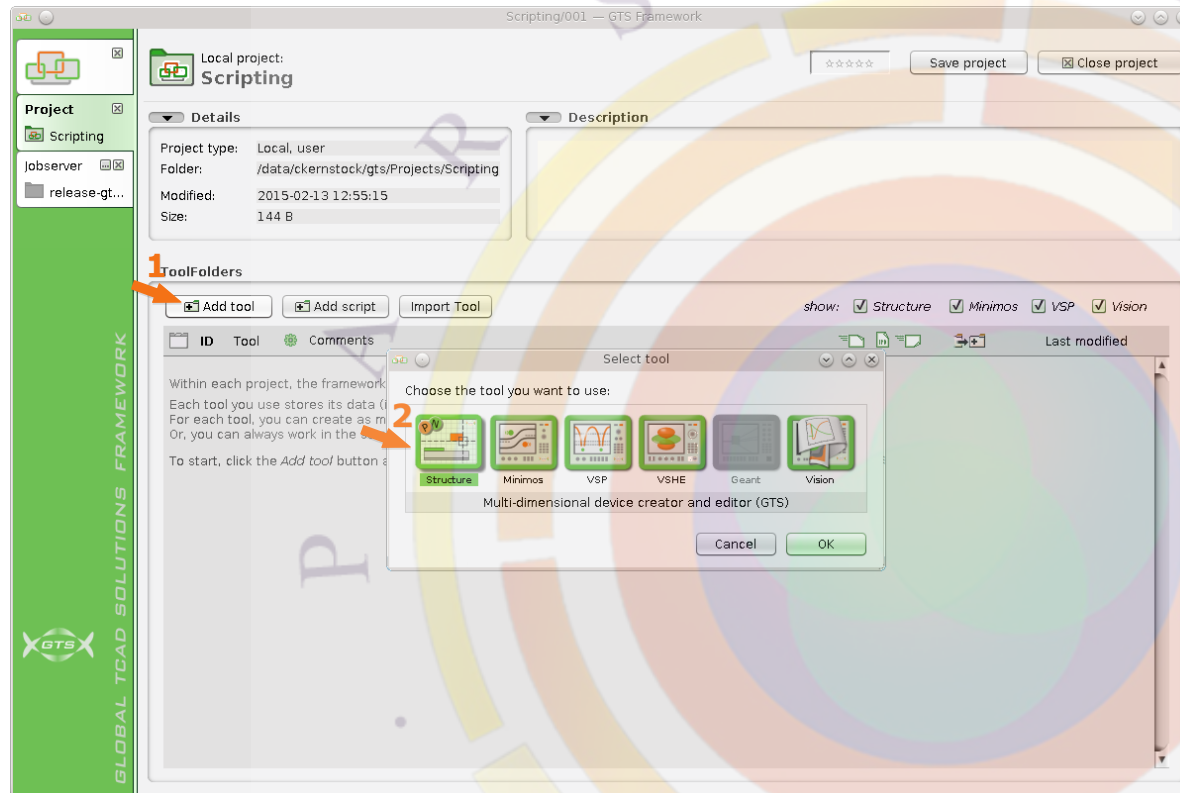 Scripting/001 — GTS Framework
Local project:
Scripting
Save project
Close project
Project
Scripting
Jobserver
release-gt...
Details
Description
Project type: Local, user
Folder: /data/ckernstock/gts/Projects/Scripting
Modified: 2015-02-13 12:55:15
Size: 144 B
1
ToolFolders
Add tool
Add script
Import Tool
show: Structure Minimos VSP Vision
ID Tool Comments Last modified
Within each project, the framework
Each tool you use stores its data (i
For each tool, you can create as m
Or, you can always work in the
To start, click the Add tool button a
Select tool
Choose the tool you want to use:
2
P N
Structure Minimos VSP VSHE Geant Vision
Multi-dimensional device creator and editor (GTS)
Cancel OK
GTS
GLOBAL TCAD SOLUTIONS FRAMEWORK
P A R